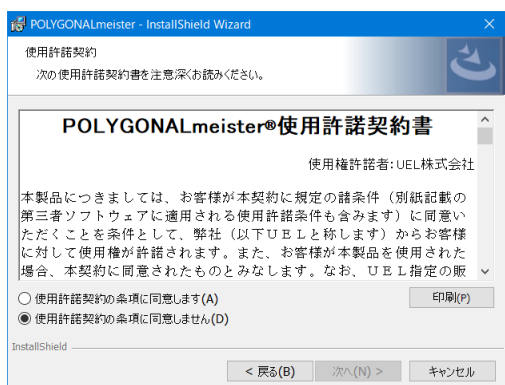 POLYGONALmeister - InstallShield Wizard
使用許諾契約
次の使用許諾契約書を注意深くお読みください。
POLYGONALmeister®使用許諾契約書
使用権許諾者:UEL株式会社
本製品につきましては、お客様が本契約に規定の諸条件（別紙記載の
第三者ソフトウェアに適用される使用許諾条件も含みます）に同意い
ただくことを条件として、弊社（以下ＵＥＬと称します）からお客様
に対して使用権が許諾されます。また、お客様が本製品を使用された
場合、本契約に同意されたものとみなします。なお、ＵＥＬ指定の販
使用許諾契約の条項に同意します(A)
印刷(P)
使用許諾契約の条項に同意しません(D)
InstallShield
< 戻る(B)
次へ(N) >
キャンセル